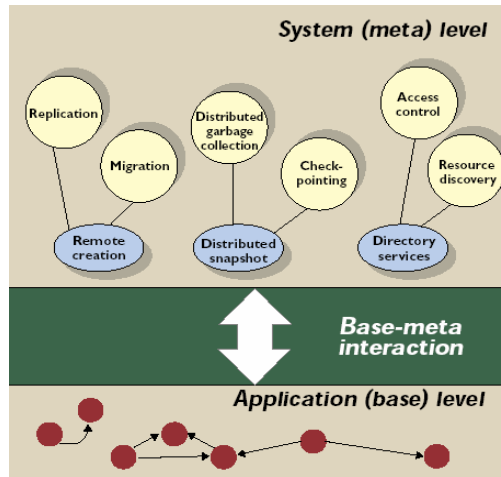 System (meta) level
Replication
Migration
Remote
creation
Distributed
garbage
collection
Check-
pointing
Distributed
snapshot
Access
control
Resource
discovery
Directory
services
Base-meta
interaction
Application (base) level